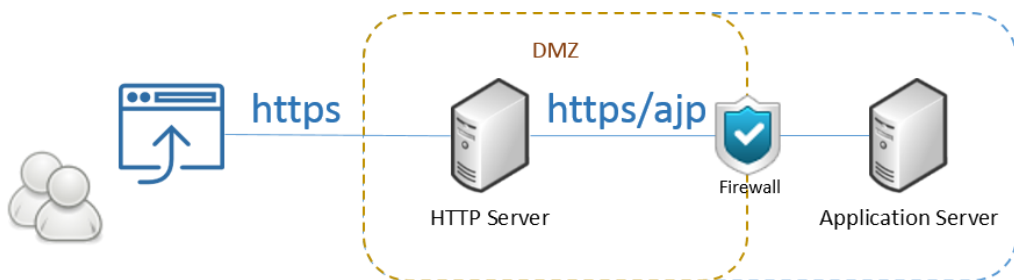 DMZ
https
https/ajp
Firewall
HTTP Server
Application Server